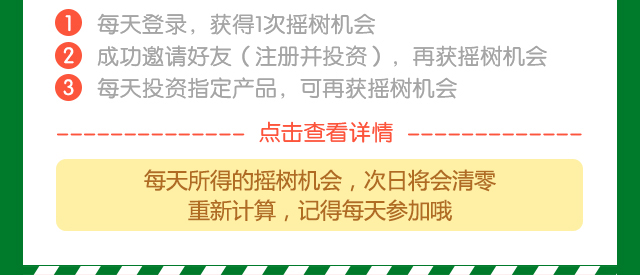 1 每天登录，获得1次摇树机会
2 成功邀请好友（注册并投资），再获摇树机会
3 每天投资指定产品，可再获摇树机会
点击查看详情
每天所得的摇树机会，次日将会清零
重新计算，记得每天参加哦